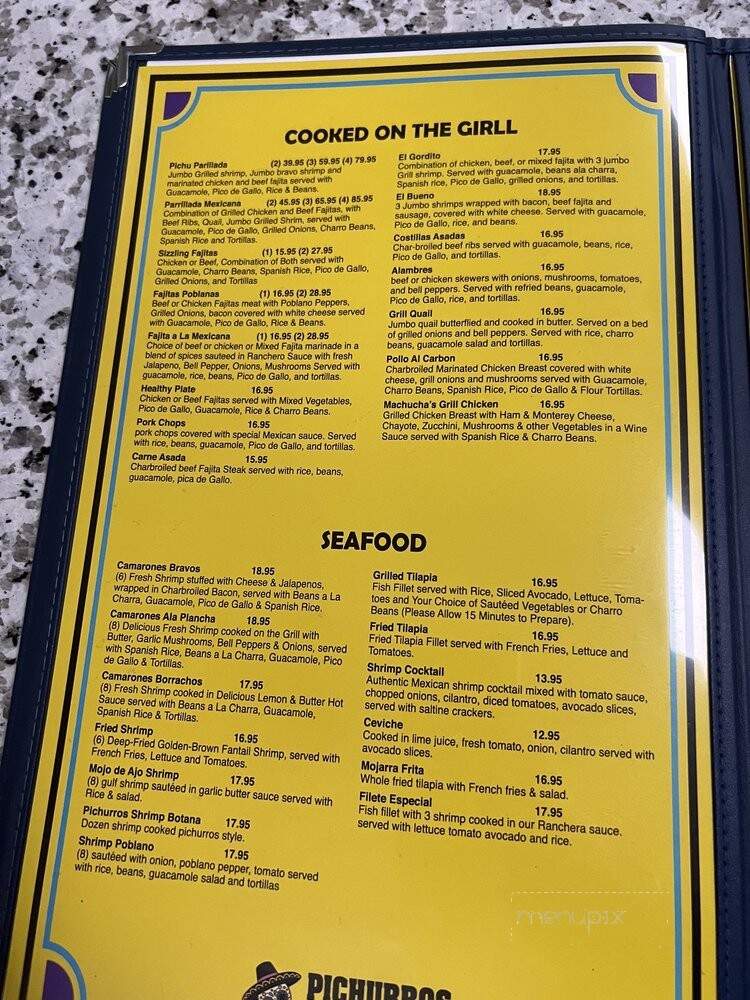 COOKED ON THE GIRLL
Pichu Parillada (2) 39.95 (3) 59.95 (4) 79.95
Jumbo Grilled shrimp, Jumbo bravo shrimp and
marinated chicken and beef fajita served with
Guacamole, Pico de Gallo, Rice & Beans.
Parrillada Mexicana (2) 45.95 (3) 65.95 (4) 85.95
Combination of Grilled Chicken and Beef Fajitas, with
Beef Ribs, Quail, Jumbo Grilled Shrim, served with
Guacamole, Pico de Gallo, Grilled Onions, Charro Beans,
Spanish Rice and Tortillas.
Sizzling Fajitas (1) 15.95 (2) 27.95
Chicken or Beef, Combination of Both served with
Guacamole, Charro Beans, Spanish Rice, Pico de Gallo,
Grilled Onions, and Tortillas
Fajitas Poblanas (1) 16.95 (2) 28.95
Beef or Chicken Fajitas meat with Poblano Peppers,
Grilled Onions, bacon covered with white cheese served
with Guacamole, Pico de Gallo, Rice & Beans.
Fajita a La Mexicana (1) 16.95 (2) 28.95
Choice of beef or chicken or Mixed Fajita marinade in a
blend of spices sauteed in Ranchero Sauce with fresh
Jalapeno, Bell Pepper, Onions, Mushrooms Served with
guacamole, rice, beans, Pico de Gallo, and tortillas.
Healthy Plate 16.95
Chicken or Beef Fajitas served with Mixed Vegetables,
Pico de Gallo, Guacamole, Rice & Charro Beans.
Pork Chops 16.95
pork chops covered with special Mexican sauce. Served
with rice, beans, guacamole, Pico de Gallo, and tortillas.
Carne Asada 15.95
Charbroiled beef Fajita Steak served with rice, beans,
guacamole, pica de Gallo.
El Gordito 17.95
Combination of chicken, beef, or mixed fajita with 3 jumbo
Grill shrimp. Served with guacamole, beans ala charra,
Spanish rice, Pico de Gallo, grilled onions, and tortillas.
El Bueno 18.95
3 Jumbo shrimps wrapped with bacon, beef fajita and
sausage, covered with white cheese. Served with guacamole,
Pico de Gallo, rice, and beans.
Costillas Asadas 16.95
Char-broiled beef ribs served with guacamole, beans, rice,
Pico de Gallo, and tortillas.
Alambres 16.95
beef or chicken skewers with onions, mushrooms, tomatoes,
and bell peppers. Served with refried beans, guacamole,
Pico de Gallo, rice, and tortillas.
Grill Quail 16.95
Jumbo quail butterflied and cooked in butter. Served on a bed
of grilled onions and bell peppers. Served with rice, charro
beans, guacamole salad and tortillas.
Pollo Al Carbon 16.95
Charbroiled Marinated Chicken Breast covered with white
cheese, grill onions and mushrooms served with Guacamole,
Charro Beans, Spanish Rice, Pico de Gallo & Flour Tortillas.
Machucha's Grill Chicken 16.95
Grilled Chicken Breast with Ham & Monterey Cheese,
Chayote, Zucchini, Mushrooms & other Vegetables in a Wine
Sauce served with Spanish Rice & Charro Beans.
SEAFOOD
Camarones Bravos 18.95
(6) Fresh Shrimp stuffed with Cheese & Jalapenos,
wrapped in Charbroiled Bacon, served with Beans a La
Charra, Guacamole, Pico de Gallo & Spanish Rice.
Camarones Ala Plancha 18.95
(8) Delicious Fresh Shrimp cooked on the Grill with
Butter, Garlic Mushrooms, Bell Peppers & Onions, served
with Spanish Rice, Beans a La Charra, Guacamole, Pico
de Gallo & Tortillas.
Camarones Borrachos 17.95
(8) Fresh Shrimp cooked in Delicious Lemon & Butter Hot
Sauce served with Beans a La Charra, Guacamole,
Spanish Rice & Tortillas.
Fried Shrimp 16.95
(6) Deep-Fried Golden-Brown Fantail Shrimp, served with
French Fries, Lettuce and Tomatoes.
Mojo de Ajo Shrimp 17.95
(8) gulf shrimp sautéed in garlic butter sauce served with
Rice & salad.
Pichurros Shrimp Botana 17.95
Dozen shrimp cooked pichurros style.
Shrimp Poblano 17.95
(8) sautéed with onion, poblano pepper, tomato served
with rice, beans, guacamole salad and tortillas
Grilled Tilapia 16.95
Fish Fillet served with Rice, Sliced Avocado, Lettuce, Toma-
toes and Your Choice of Sautéed Vegetables or Charro
Beans (Please Allow 15 Minutes to Prepare).
Fried Tilapia 16.95
Fried Tilapia Fillet served with French Fries, Lettuce and
Tomatoes.
Shrimp Cocktail 13.95
Authentic Mexican shrimp cocktail mixed with tomato sauce,
chopped onions, cilantro, diced tomatoes, avocado slices,
served with saltine crackers.
Ceviche 12.95
Cooked in lime juice, fresh tomato, onion, cilantro served with
avocado slices.
Mojarra Frita 16.95
Whole fried tilapia with French fries & salad.
Filete Especial 17.95
Fish fillet with 3 shrimp cooked in our Ranchera sauce.
served with lettuce tomato avocado and rice.
menupix
PICHURROS